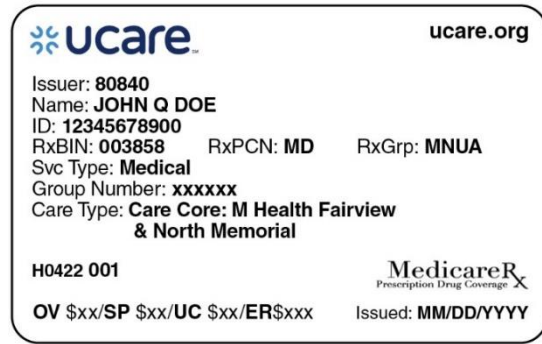 ucare™ ucare.org
Issuer: 80840
Name: JOHN Q DOE
ID: 12345678900
RxBIN: 003858 RxPCN: MD RxGrp: MNUA
Svc Type: Medical
Group Number: xxxxxx
Care Type: Care Core: M Health Fairview
& North Memorial
H0422 001
MedicareRx
Prescription Drug Coverage
OV $xx/SP $xx/UC $xx/ER$xxx Issued: MM/DD/YYYY